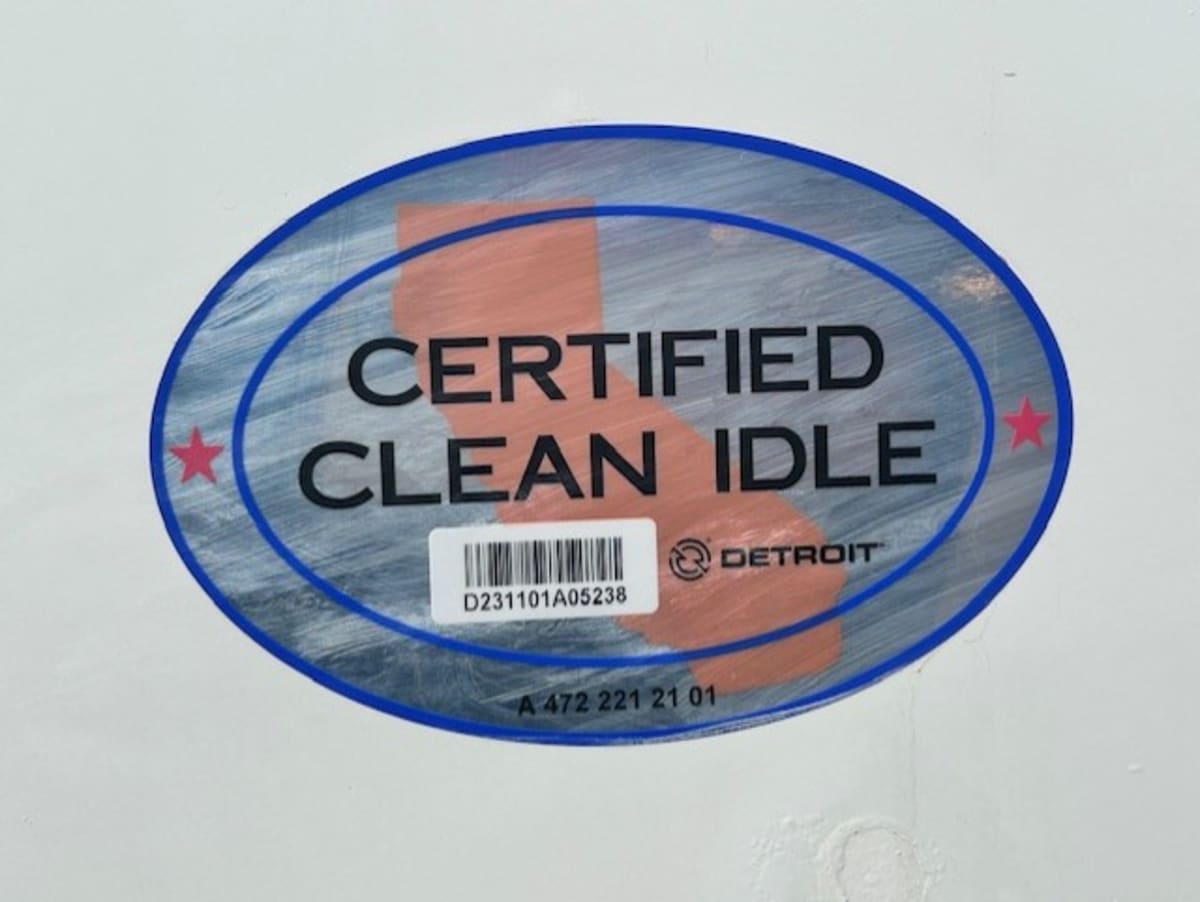 CERTIFIED
CLEAN IDLE
DETROIT
D231101A05238
A 472 221 21 01